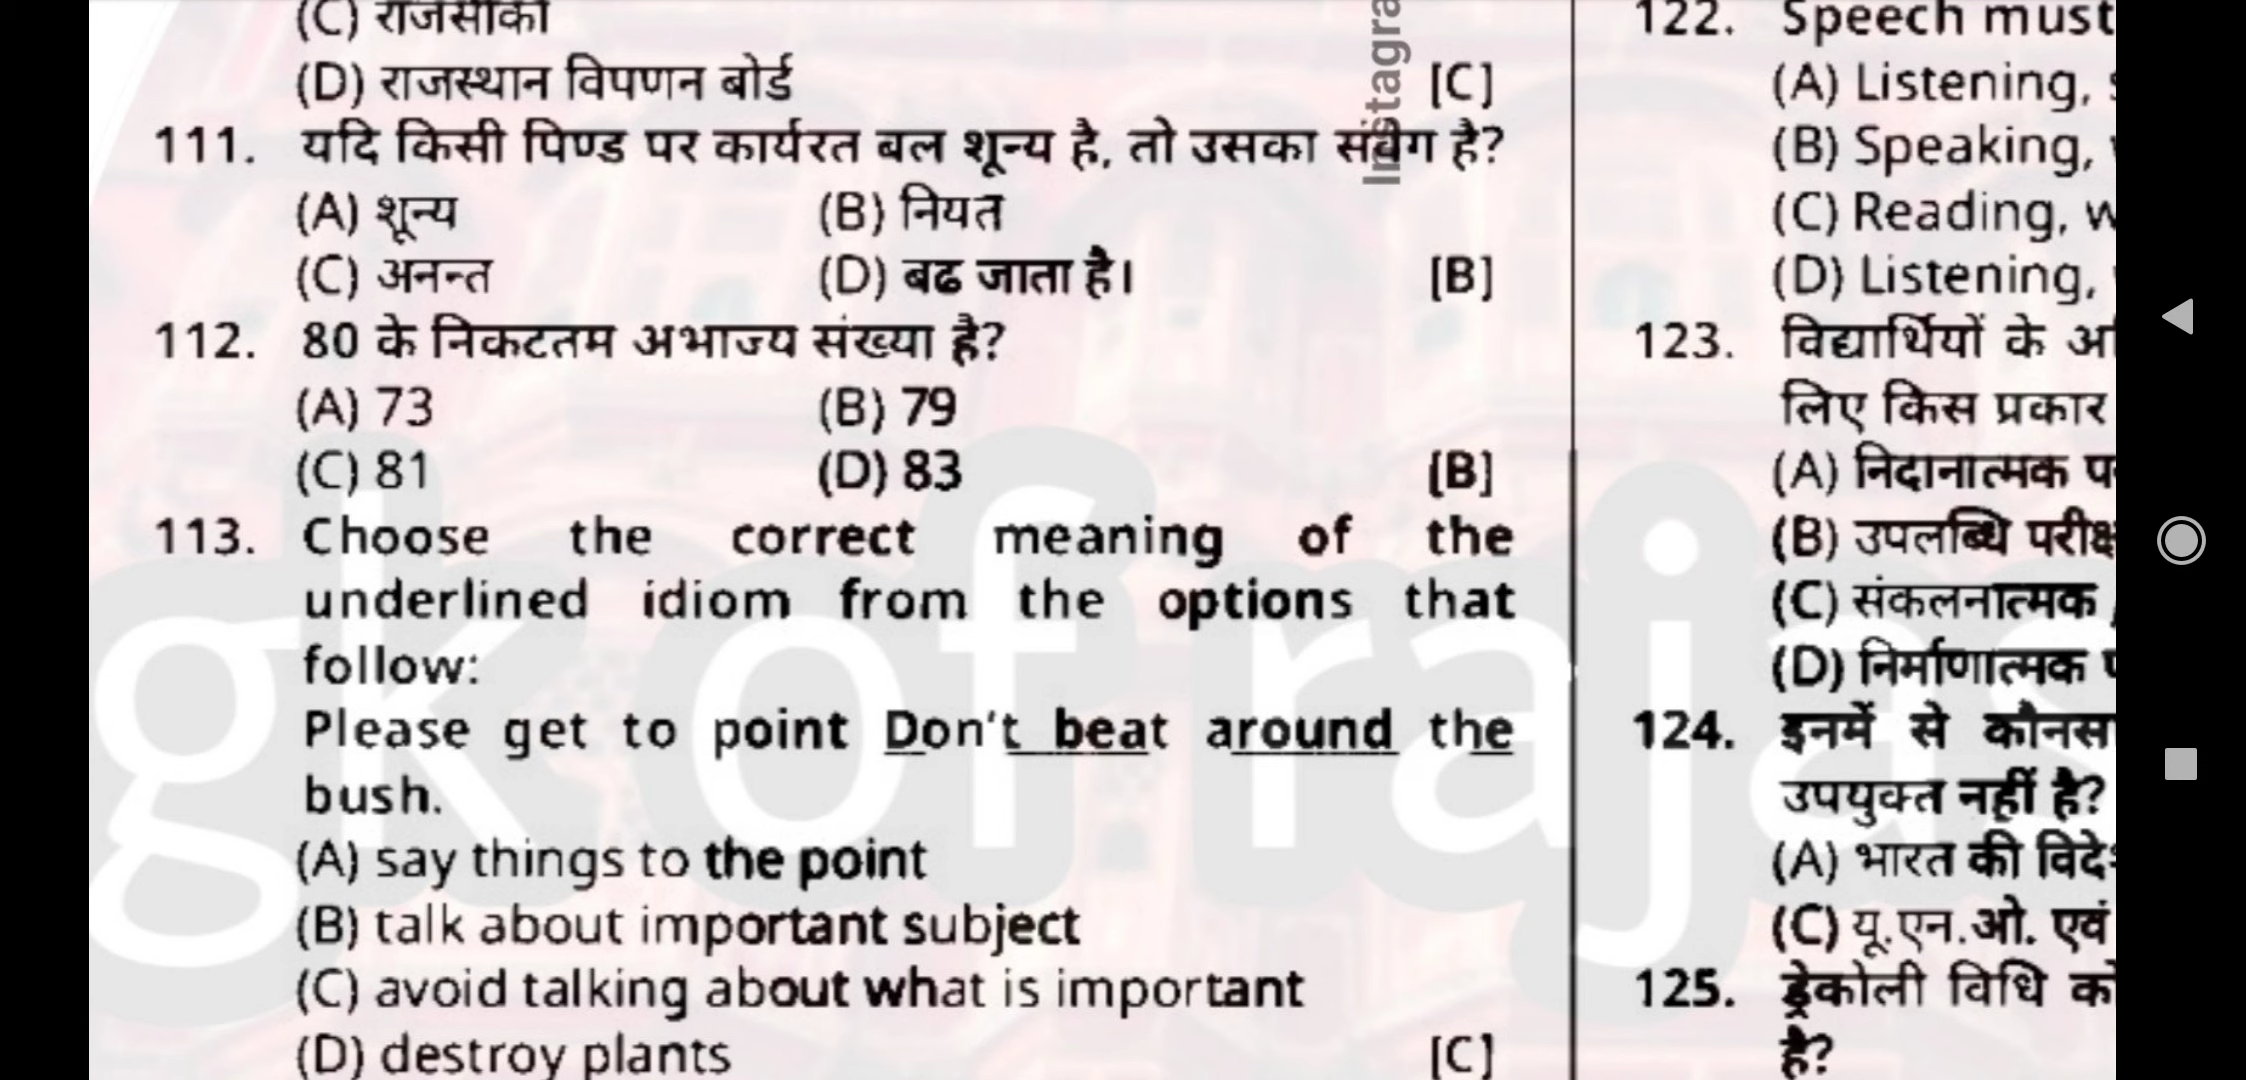 (C) राजसीको
(D) राजस्थान विपणन बोर्ड [C]
111. यदि किसी पिण्ड पर कार्यरत बल शून्य है, तो उसका संवेग है?
(A) शून्य (B) नियत
(C) अनन्त (D) बढ जाता है। [B]
112. 80 के निकटतम अभाज्य संख्या है?
(A) 73 (B) 79
(C) 81 (D) 83 [B]
113. Choose the correct meaning of the
underlined idiom from the options that
follow:
Please get to point Don't beat around the
bush.
(A) say things to the point
(B) talk about important subject
(C) avoid talking about what is important
(D) destroy plants [C]
Instagra
122. Speech must
(A) Listening,
(B) Speaking,
(C) Reading, w
(D) Listening,
123. विद्यार्थियों के
लिए किस प्रकार
(A) निदानात्मक
(B) उपलब्धि
(C) संकलनात्मक
(D) निर्माणात्मक
124. इनमें से कौनसा
उपयुक्त नहीं है?
(A) भारत की
(C) यू.एन.ओ. एवं
125. ड्रेकोली विधि
है?
gk of rajas